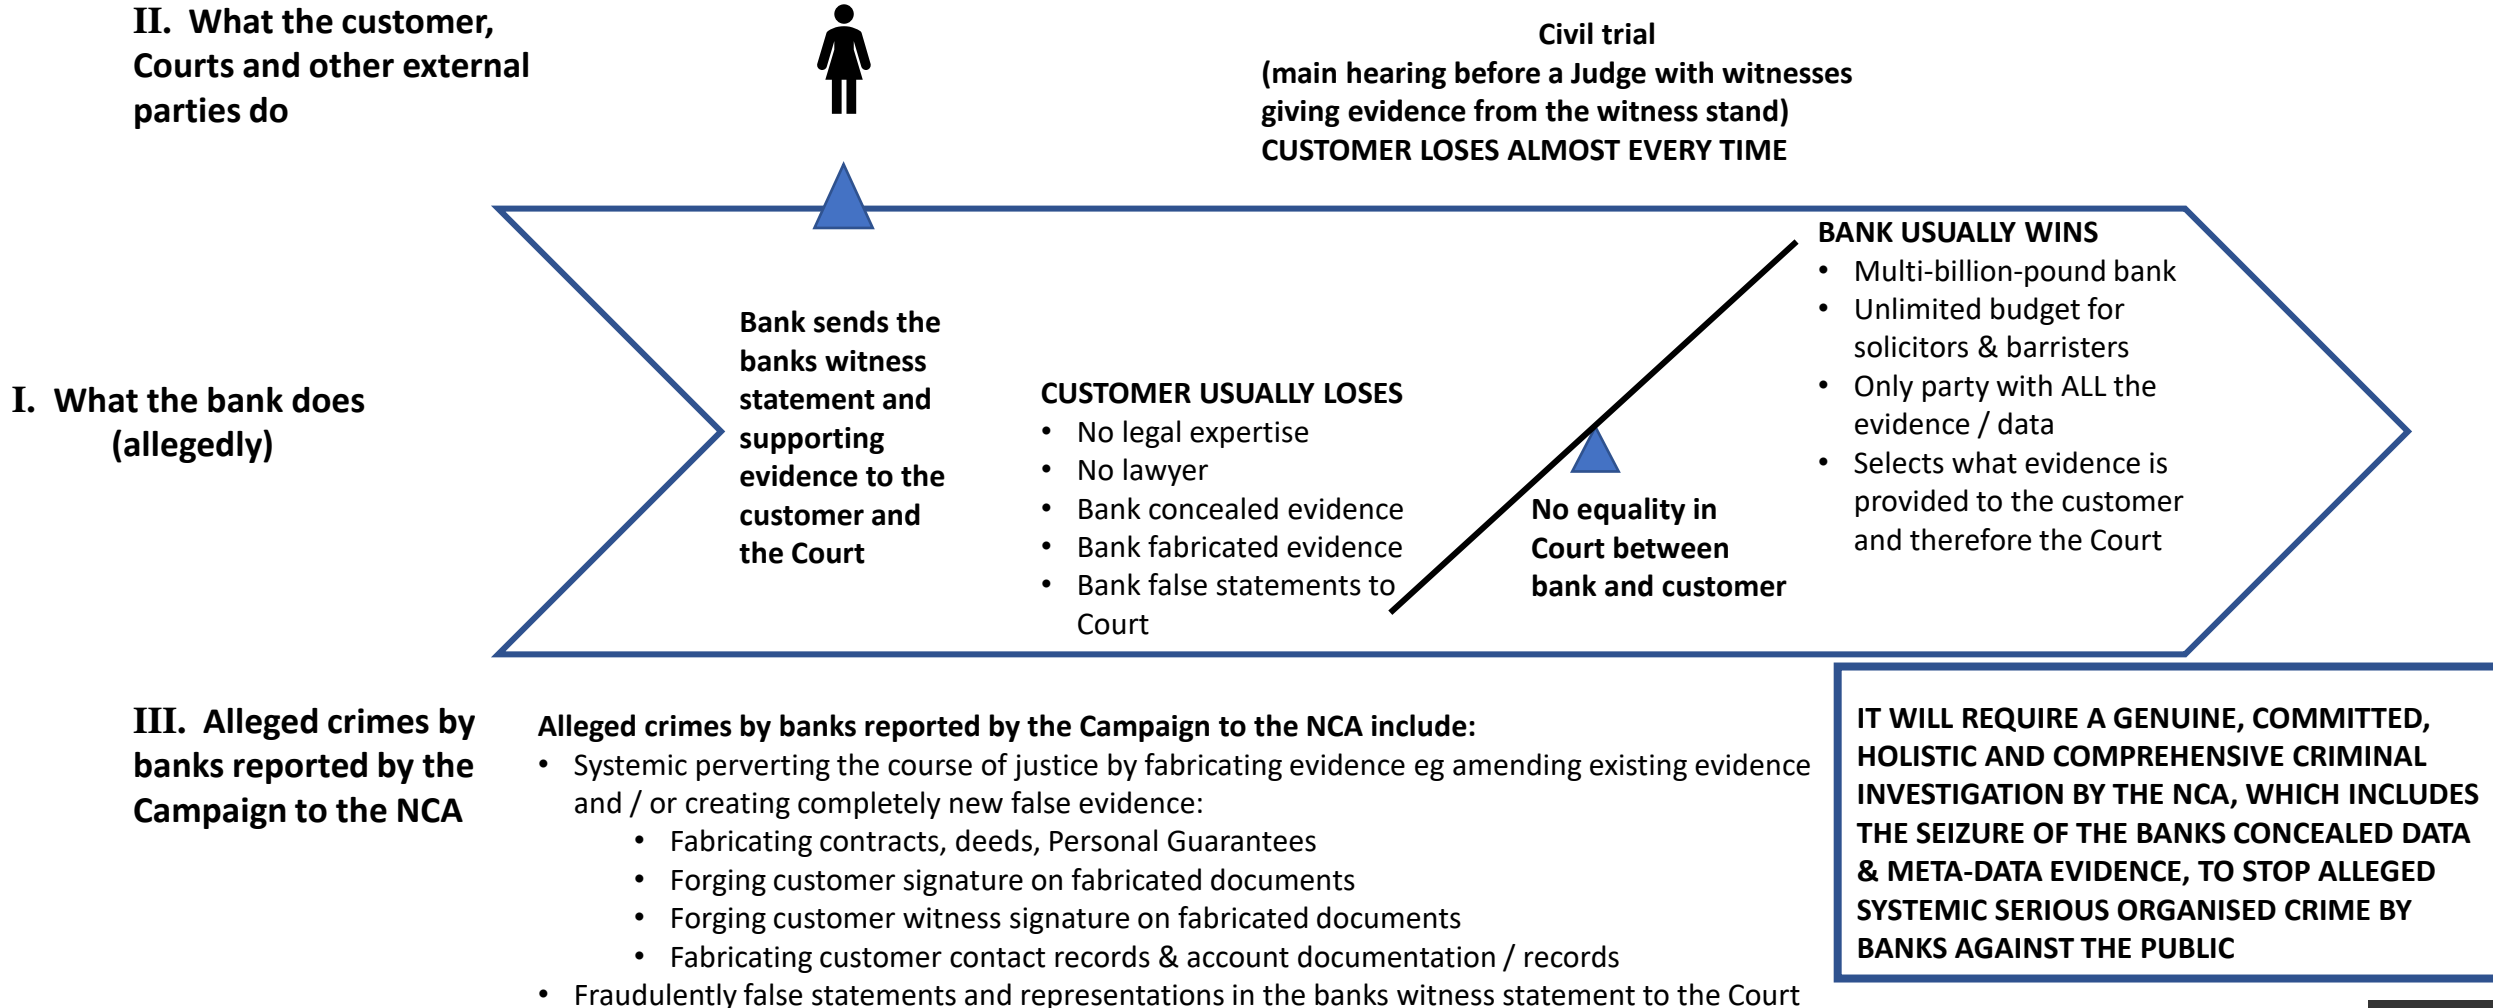 II. What the customer,
Courts and other external
parties do
Civil trial
(main hearing before a Judge with witnesses
giving evidence from the witness stand)
CUSTOMER LOSES ALMOST EVERY TIME
I. What the bank does
(allegedly)
Bank sends the
banks witness
statement and
supporting
evidence to the
customer and
the Court
CUSTOMER USUALLY LOSES
• No legal expertise
• No lawyer
• Bank concealed evidence
• Bank fabricated evidence
• Bank false statements to
Court
No equality in
Court between
bank and customer
BANK USUALLY WINS
• Multi-billion-pound bank
• Unlimited budget for
solicitors & barristers
• Only party with ALL the
evidence / data
• Selects what evidence is
provided to the customer
and therefore the Court
III. Alleged crimes by
banks reported by the
Campaign to the NCA
Alleged crimes by banks reported by the Campaign to the NCA include:
• Systemic perverting the course of justice by fabricating evidence eg amending existing evidence
and / or creating completely new false evidence:
• Fabricating contracts, deeds, Personal Guarantees
• Forging customer signature on fabricated documents
• Forging customer witness signature on fabricated documents
• Fabricating customer contact records & account documentation / records
• Fraudulently false statements and representations in the banks witness statement to the Court
IT WILL REQUIRE A GENUINE, COMMITTED,
HOLISTIC AND COMPREHENSIVE CRIMINAL
INVESTIGATION BY THE NCA, WHICH INCLUDES
THE SEIZURE OF THE BANKS CONCEALED DATA
& META-DATA EVIDENCE, TO STOP ALLEGED
SYSTEMIC SERIOUS ORGANISED CRIME BY
BANKS AGAINST THE PUBLIC